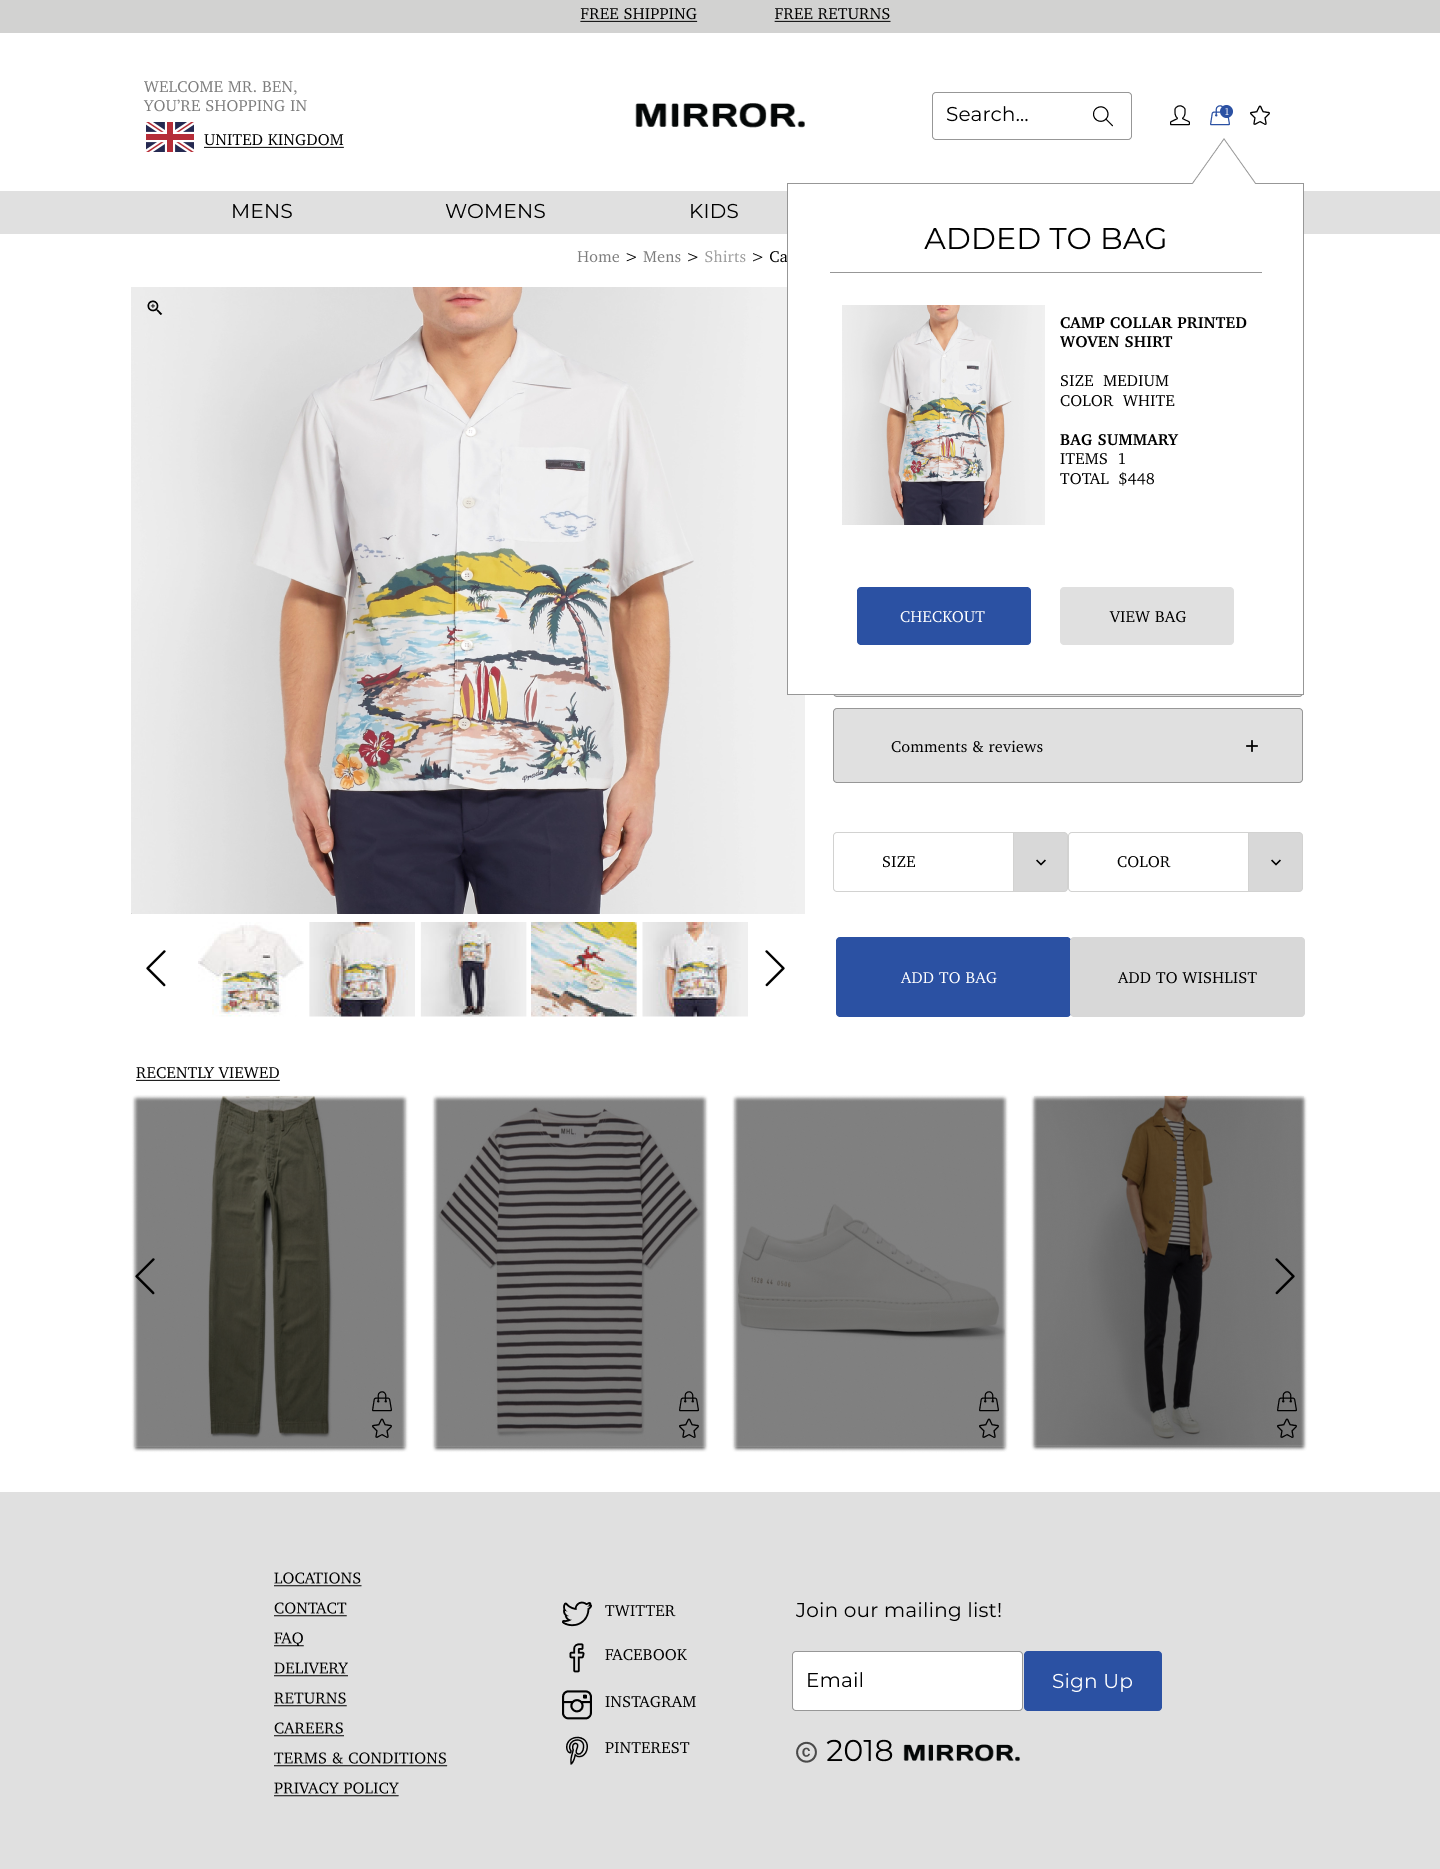 FREE SHIPPING
FREE RETURNS
WELCOME MR. BEN,
YOU'RE SHOPPING IN
UNITED KINGDOM
MIRROR.
Search...
1
MENS
WOMENS
KIDS
Home > Mens > Shirts > Ca
ADDED TO BAG
CAMP COLLAR PRINTED
WOVEN SHIRT
SIZE MEDIUM
COLOR WHITE
BAG SUMMARY
ITEMS 1
TOTAL $448
CHECKOUT
VIEW BAG
Prada
Comments & reviews
SIZE
COLOR
ADD TO BAG
ADD TO WISHLIST
RECENTLY VIEWED
MHL.
LOCATIONS
CONTACT
FAQ
DELIVERY
RETURNS
CAREERS
TERMS & CONDITIONS
PRIVACY POLICY
TWITTER
FACEBOOK
INSTAGRAM
PINTEREST
Join our mailing list!
Email
Sign Up
© 2018 MIRROR.